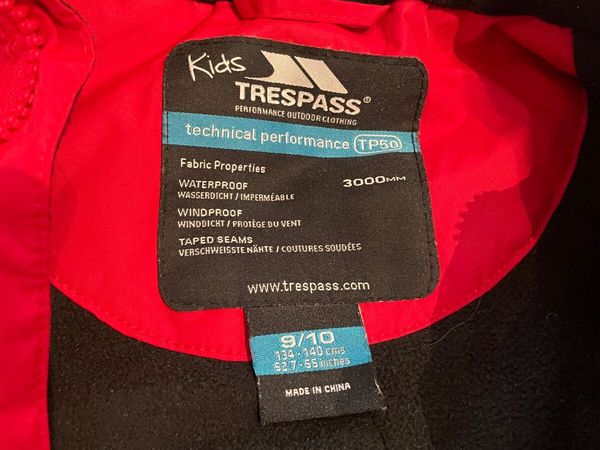 Kids
TRESPASS®
PERFORMANCE OUTDOOR CLOTHING
technical performance TP50
Fabric Properties
WATERPROOF 3000MM
WASSERDICHT / IMPERMÉABLE
WINDPROOF
WINDDICHT / PROTÈGE DU VENT
TAPED SEAMS
VERSCHWEISSTE NÄHTE / COUTURES SOUDÉES
www.trespass.com
9/10
134 - 140 cms
52.7 - 55 inches
MADE IN CHINA